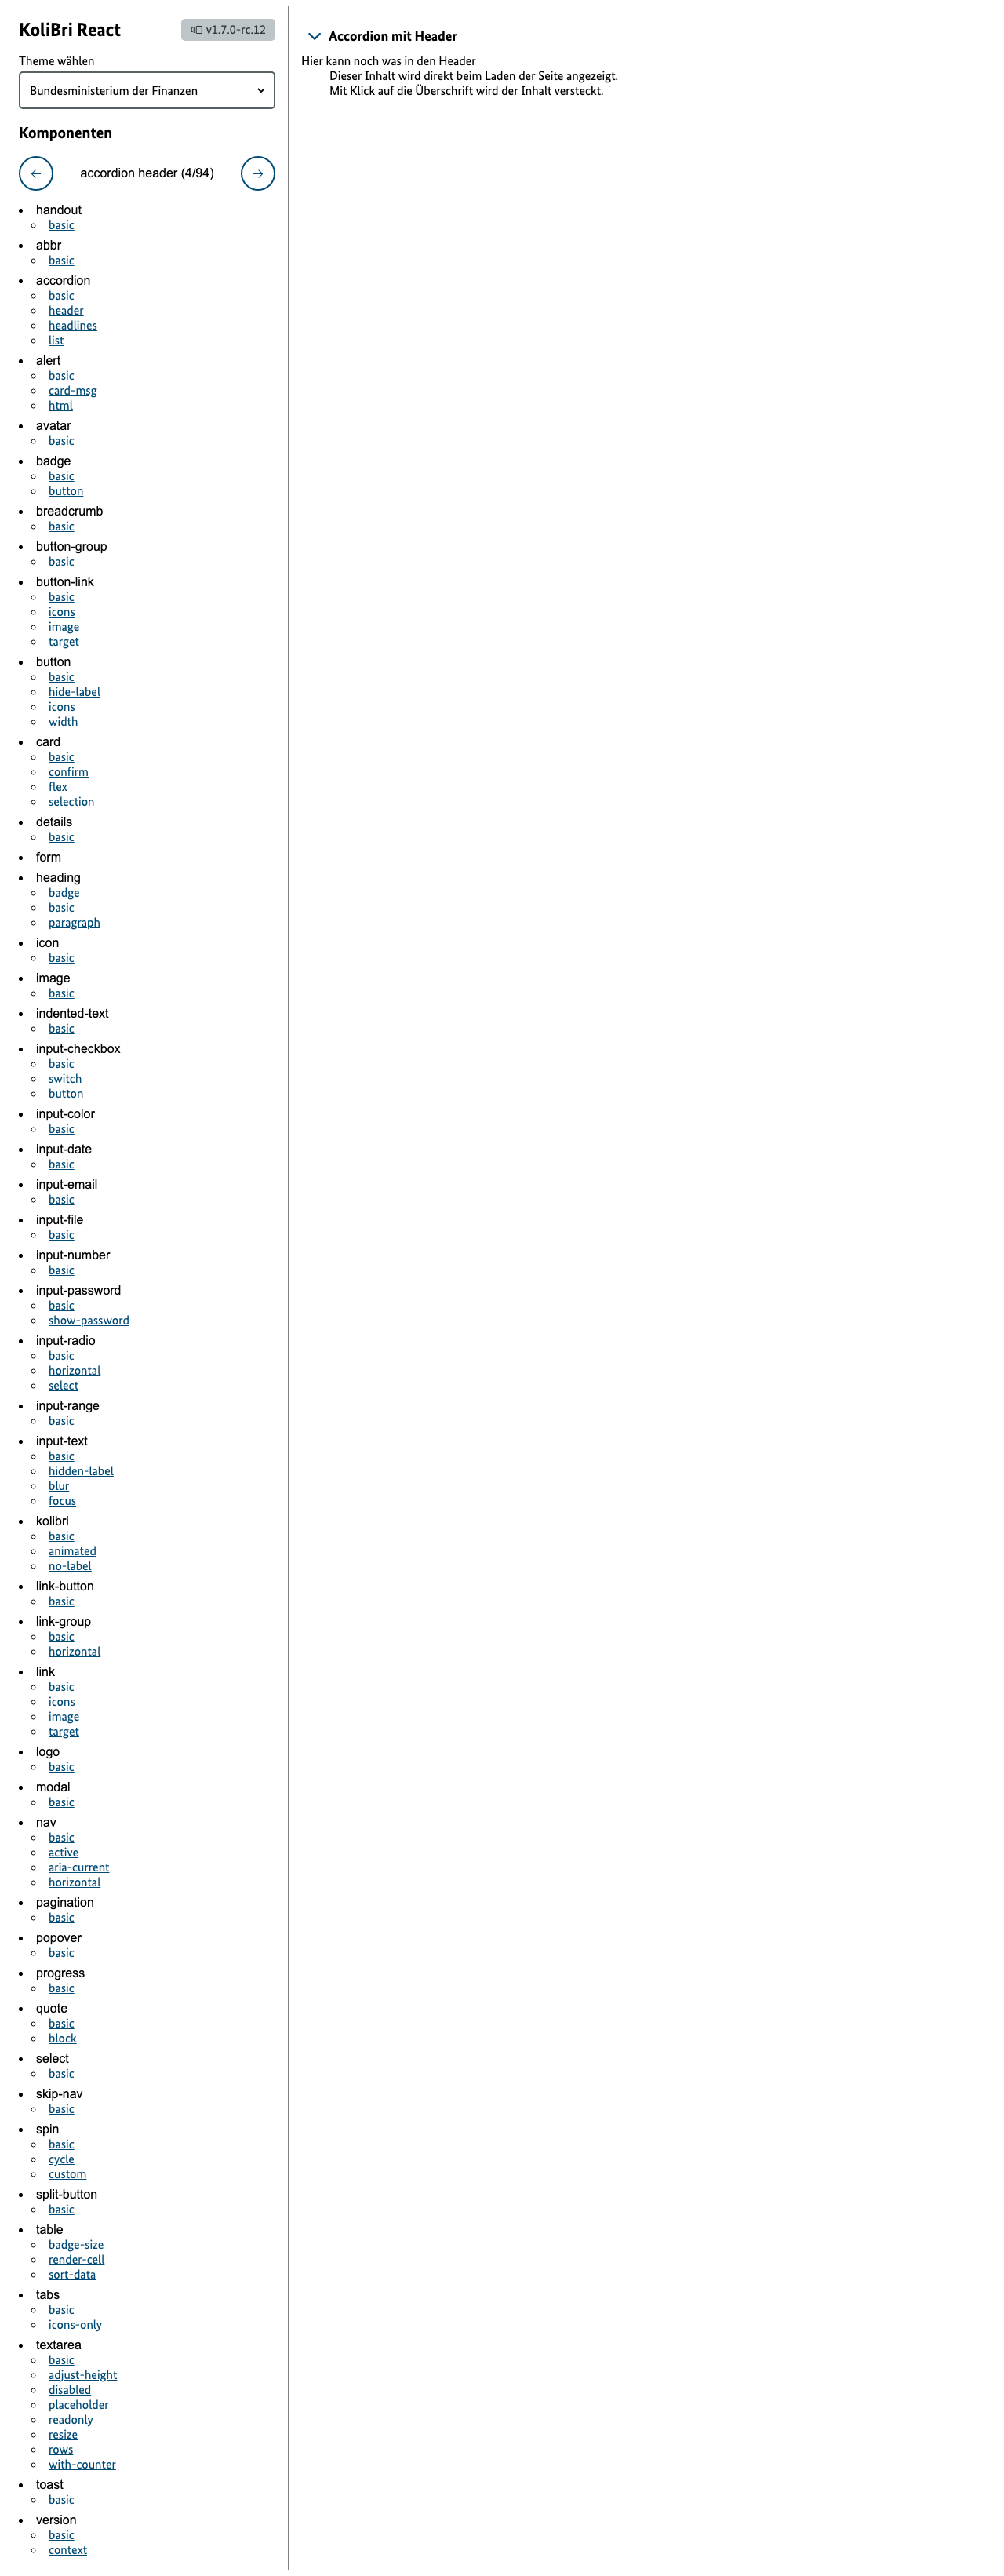 KoliBri React
v1.7.0-rc.12
Theme wählen
Bundesministerium der Finanzen
Komponenten
accordion header (4/94)
handout
basic
abbr
basic
accordion
basic
header
headlines
list
alert
basic
card-msg
html
avatar
basic
badge
basic
button
breadcrumb
basic
button-group
basic
button-link
basic
icons
image
target
button
basic
hide-label
icons
width
card
basic
confirm
flex
selection
details
basic
form
heading
badge
basic
paragraph
icon
basic
image
basic
indented-text
basic
input-checkbox
basic
switch
button
input-color
basic
input-date
basic
input-email
basic
input-file
basic
input-number
basic
input-password
basic
show-password
input-radio
basic
horizontal
select
input-range
basic
input-text
basic
hidden-label
blur
focus
kolibri
basic
animated
no-label
link-button
basic
link-group
basic
horizontal
link
basic
icons
image
target
logo
basic
modal
basic
nav
basic
active
aria-current
horizontal
pagination
basic
popover
basic
progress
basic
quote
basic
block
select
basic
skip-nav
basic
spin
basic
cycle
custom
split-button
basic
table
badge-size
render-cell
sort-data
tabs
basic
icons-only
textarea
basic
adjust-height
disabled
placeholder
readonly
resize
rows
with-counter
toast
basic
version
basic
context
Accordion mit Header
Hier kann noch was in den Header
Dieser Inhalt wird direkt beim Laden der Seite angezeigt.
Mit Klick auf die Überschrift wird der Inhalt versteckt.